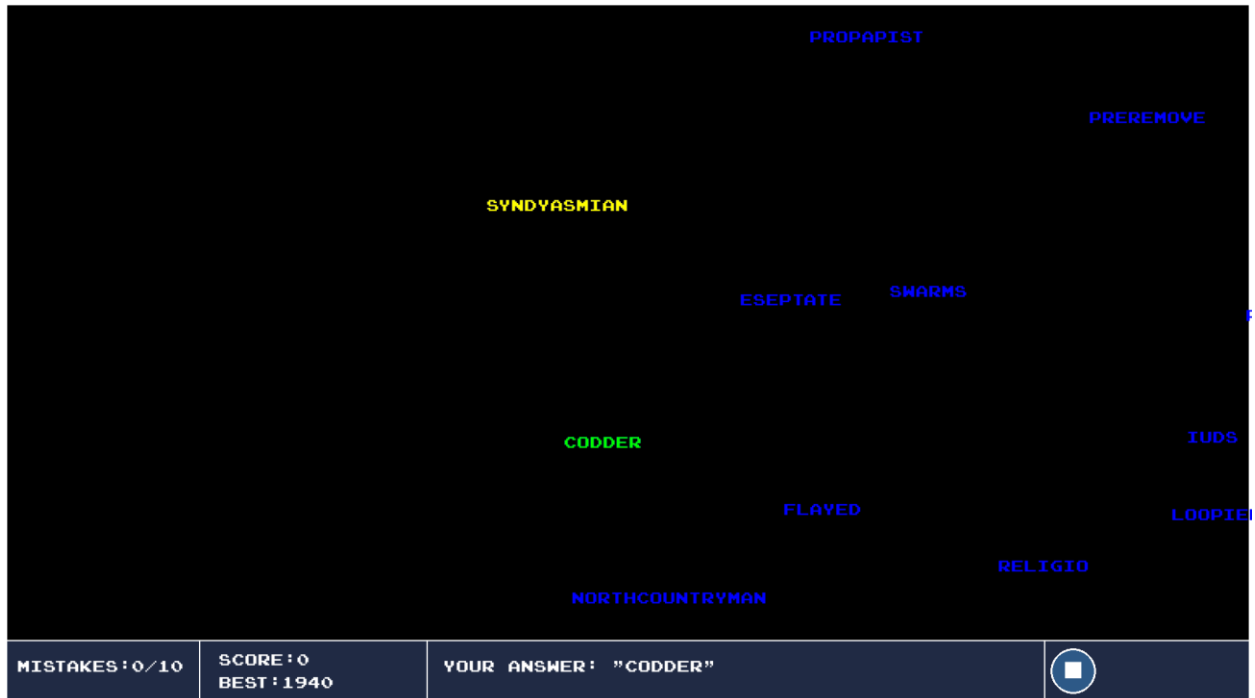 PROPAPIST
PREREMOVE
SYNDYASMIAN
SWARMS
ESEPTATE
IUDS
CODDER
FLAYED
RELIGIO
NORTHCOUNTRYMAN
MISTAKES:0/10
SCORE:0
BEST:1940
YOUR ANSWER: "CODDER"